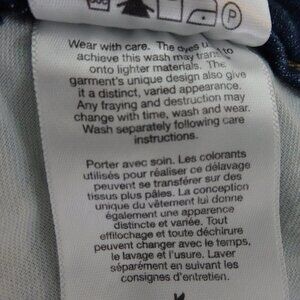 Wear with care. The dyes u
achieve this wash may tran to
onto lighter materials. The
garment's unique design also give
it a distinct, varied appearance.
Any fraying and destruction may
change with time, wash and wear.
Wash separately following care
instructions.
Porter avec soin. Les colorants
utilisés pour réaliser ce délavage
peuvent se transférer sur des
tissus plus pâles. La conception
unique du vêtement lui donne
également une apparence
distincte et variée. Tout
effilochage et toute déchirure
peuvent changer avec le temps,
le lavage et l'usure. Laver
séparément en suivant les
consignes d'entretien.